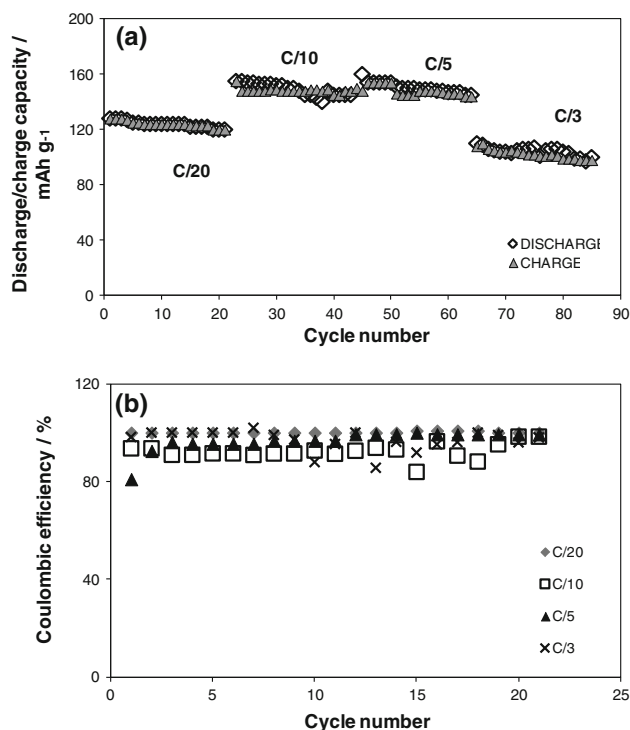 (a)
200
160
120
80
40
0
C/10
C/5
C/3
C/20
DISCHARGE
CHARGE
0 10 20 30 40 50 60 70 80 90
Cycle number
Discharge/charge capacity /
mAh g-1
(b)
120
80
40
0
C/20
C/10
C/5
C/3
0 5 10 15 20 25
Cycle number
Coulombic efficiency / %